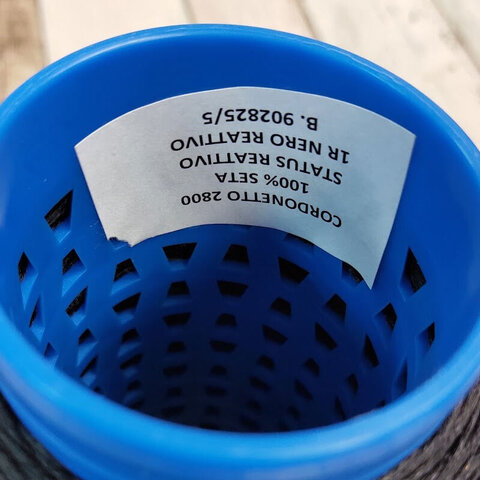 CORDONETTO 2800
100% SETA
STATUS REATTIVO
1R NERO REATTIVO
B. 902825/5